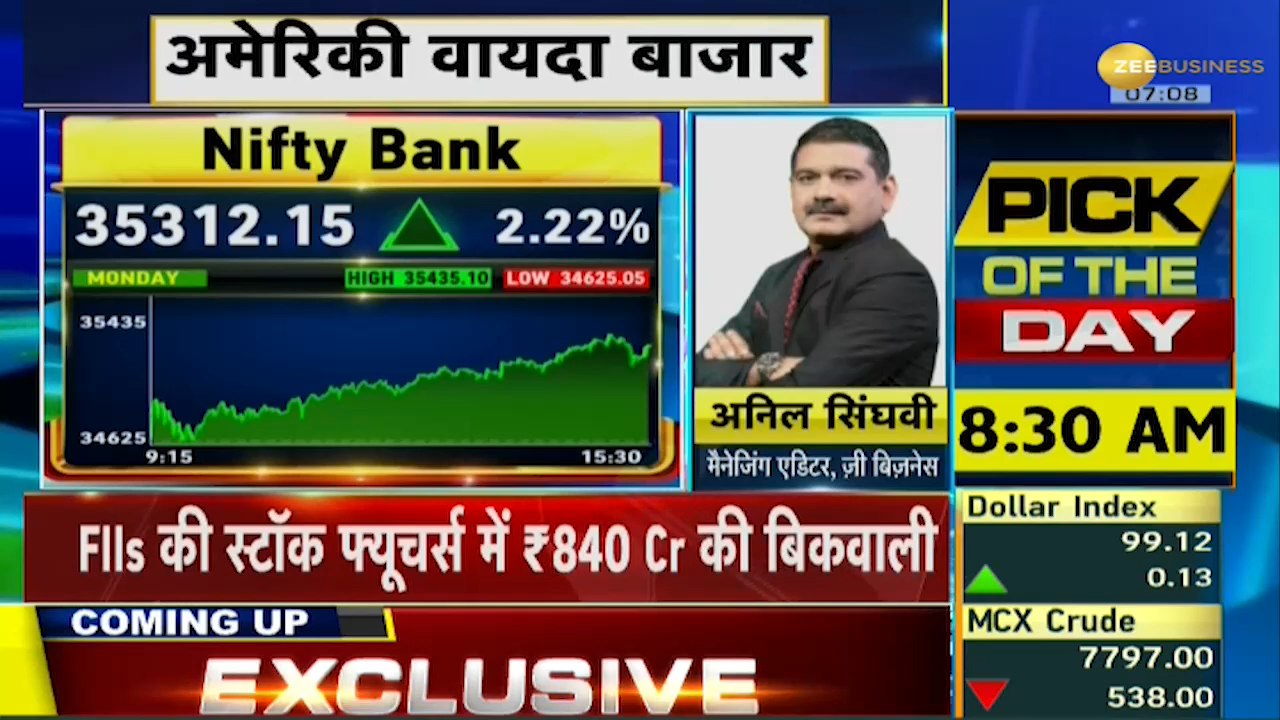 अमेरिकी वायदा बाजार
ZEEBUSINESS
07:08
Nifty Bank
35312.15 2.22%
MONDAY HIGH 35435.10 LOW 34625.05
35435
34625
9:15 15:30
अनिल सिंघवी
मैनेजिंग एडिटर, ज़ी बिज़नेस
PICK
OF THE
DAY
8:30 AM
FIIs की स्टॉक फ्यूचर्स में ₹840 Cr की बिकवाली
Dollar Index
99.12
0.13
MCX Crude
7797.00
538.00
COMING UP
EXCLUSIVE